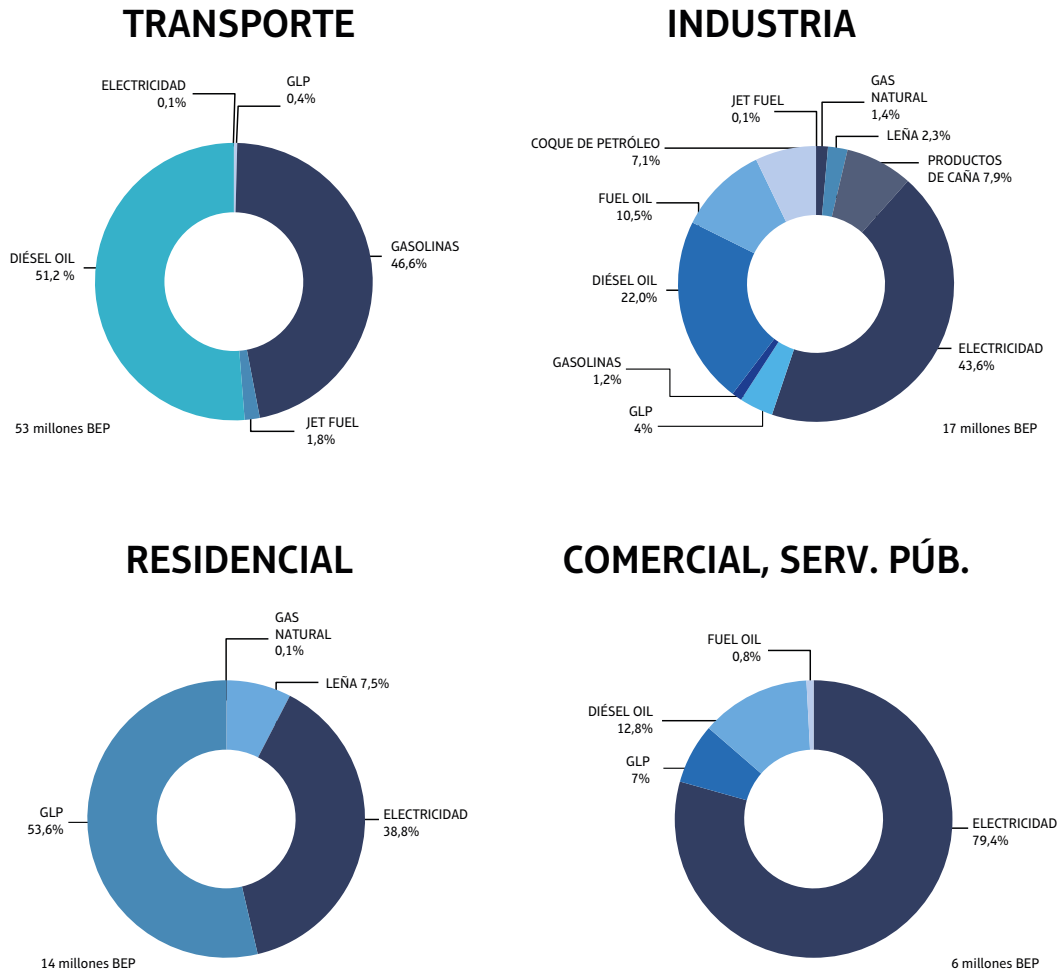 TRANSPORTE
ELECTRICIDAD
0,1%
GLP
0,4%
GASOLINAS
46,6%
DIÉSEL OIL
51,2 %
JET FUEL
1,8%
53 millones BEP
INDUSTRIA
JET FUEL
0,1%
GAS
NATURAL
1,4%
LEÑA 2,3%
PRODUCTOS
DE CAÑA 7,9%
COQUE DE PETRÓLEO
7,1%
FUEL OIL
10,5%
DIÉSEL OIL
22,0%
GASOLINAS
1,2%
GLP
4%
ELECTRICIDAD
43,6%
17 millones BEP
RESIDENCIAL
GAS
NATURAL
0,1%
LEÑA 7,5%
GLP
53,6%
ELECTRICIDAD
38,8%
14 millones BEP
COMERCIAL, SERV. PÚB.
FUEL OIL
0,8%
DIÉSEL OIL
12,8%
GLP
7%
ELECTRICIDAD
79,4%
6 millones BEP